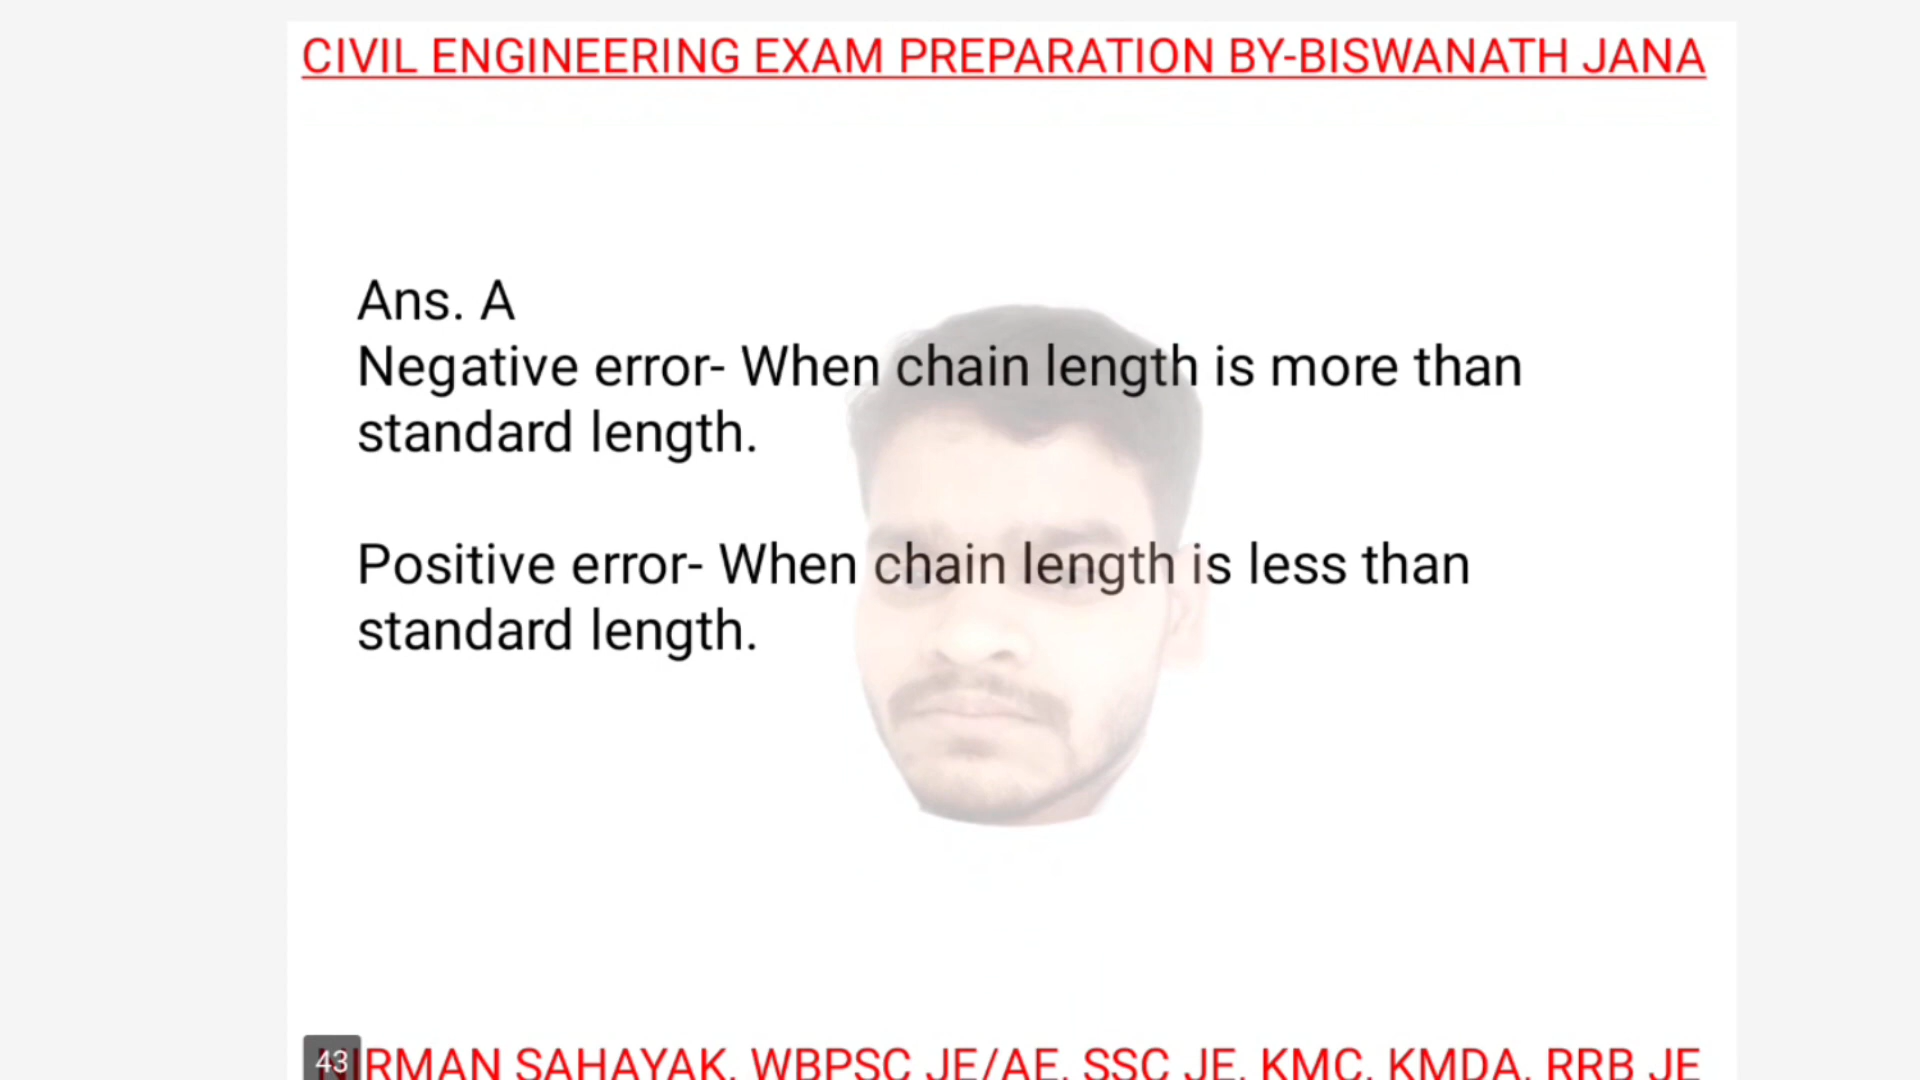 CIVIL ENGINEERING EXAM PREPARATION BY-BISWANATH JANA
Ans. A
Negative error- When chain length is more than
standard length.
Positive error- When chain length is less than
standard length.
43
NIRMAN SAHAYAK, WBPSC JE/AE, SSC JE, KMC, KMDA, RRB JE